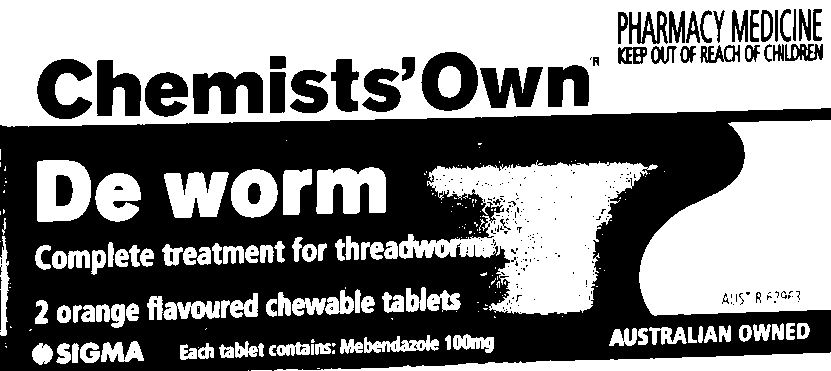 PHARMACY MEDICINE
KEEP OUT OF REACH OF CHILDREN
Chemists'Own
De worm
Complete treatment for threadworms
2 orange flavoured chewable tablets
SIGMA Each tablet contains: Mebendazole 100mg
AUST R
AUSTRALIAN OWNED